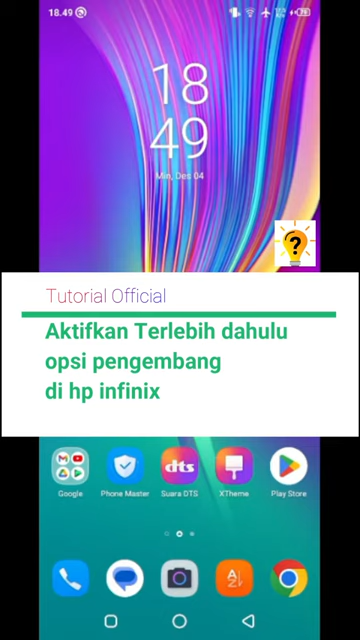 18.49
18
49
Min, Des 04
Tutorial Official
Aktifkan Terlebih dahulu
opsi pengembang
di hp infinix
dts
Google
Phone Master
Suara DTS
XTheme
Play Store